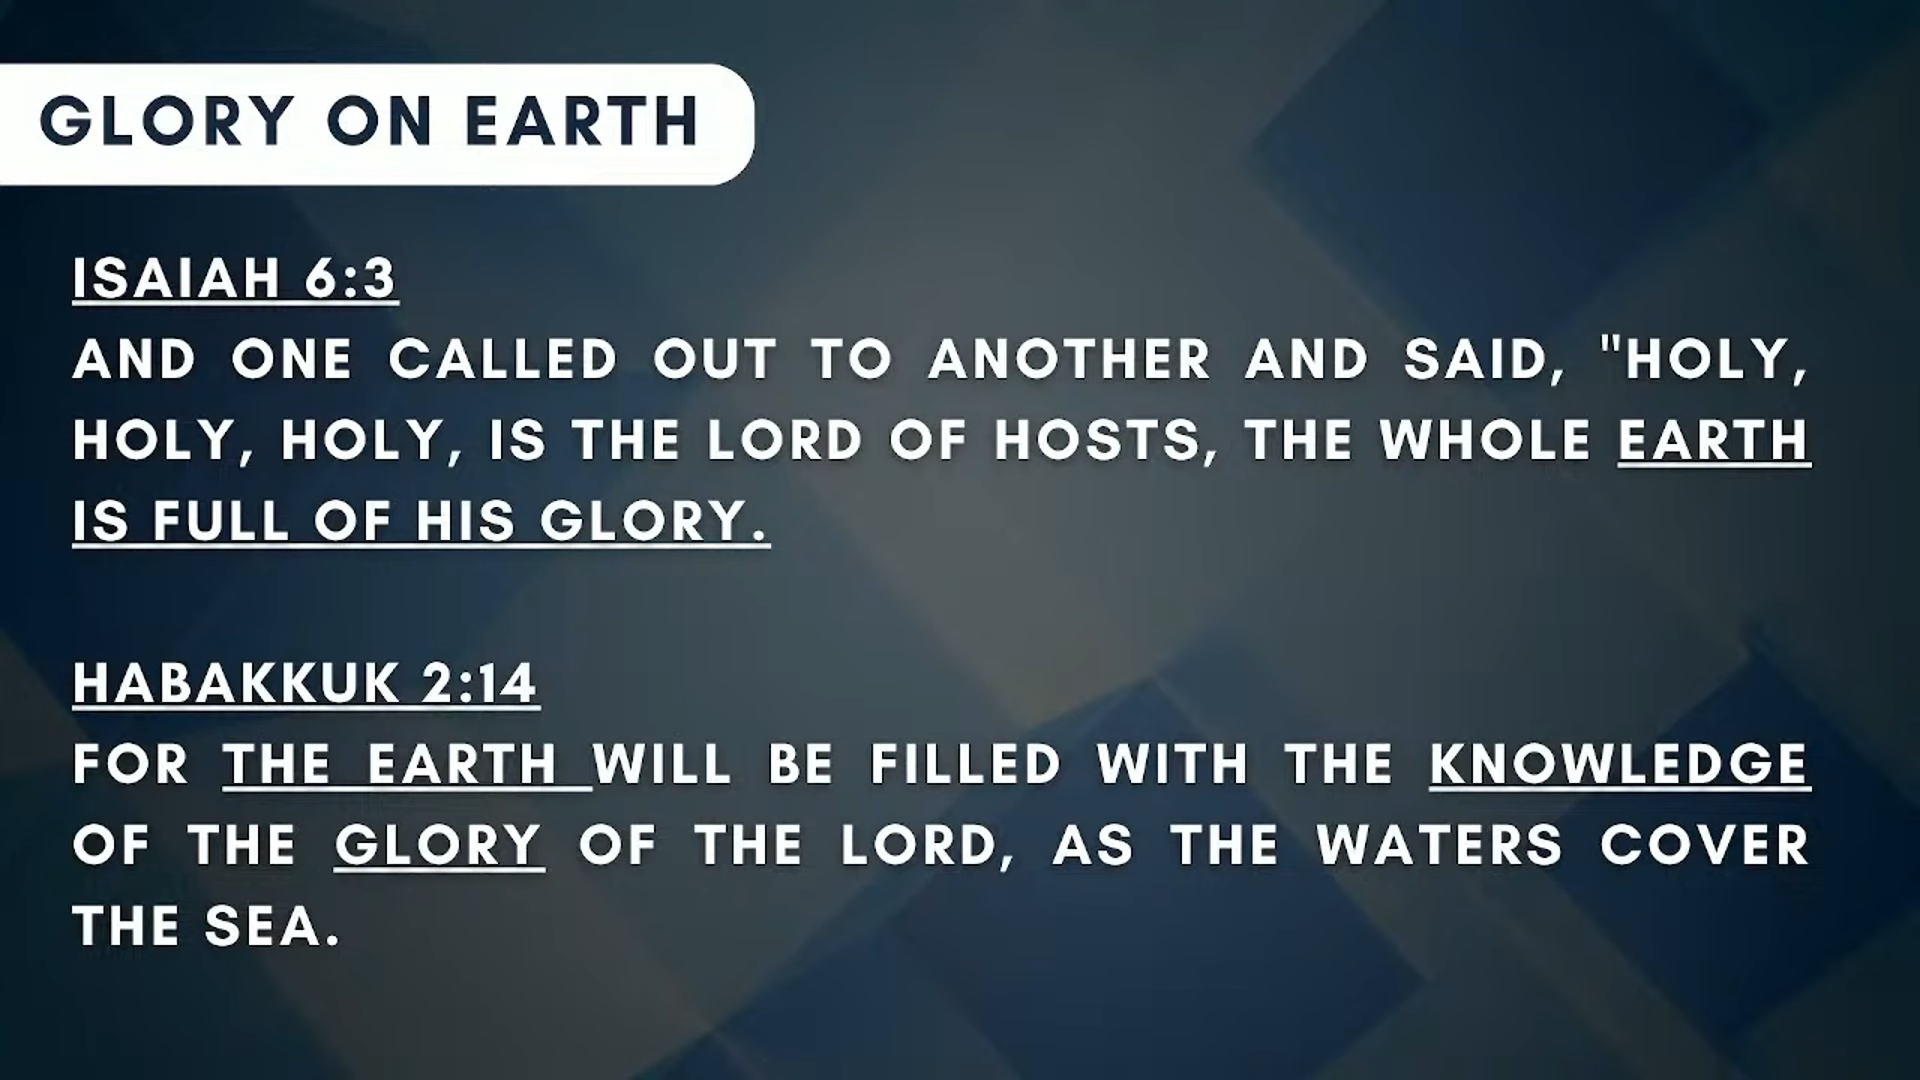 GLORY ON EARTH
ISAIAH 6:3
AND ONE CALLED OUT TO ANOTHER AND SAID, "HOLY,
HOLY, HOLY, IS THE LORD OF HOSTS, THE WHOLE EARTH
IS FULL OF HIS GLORY.
HABAKKUK 2:14
FOR THE EARTH WILL BE FILLED WITH THE KNOWLEDGE
OF THE GLORY OF THE LORD, AS THE WATERS COVER
THE SEA.